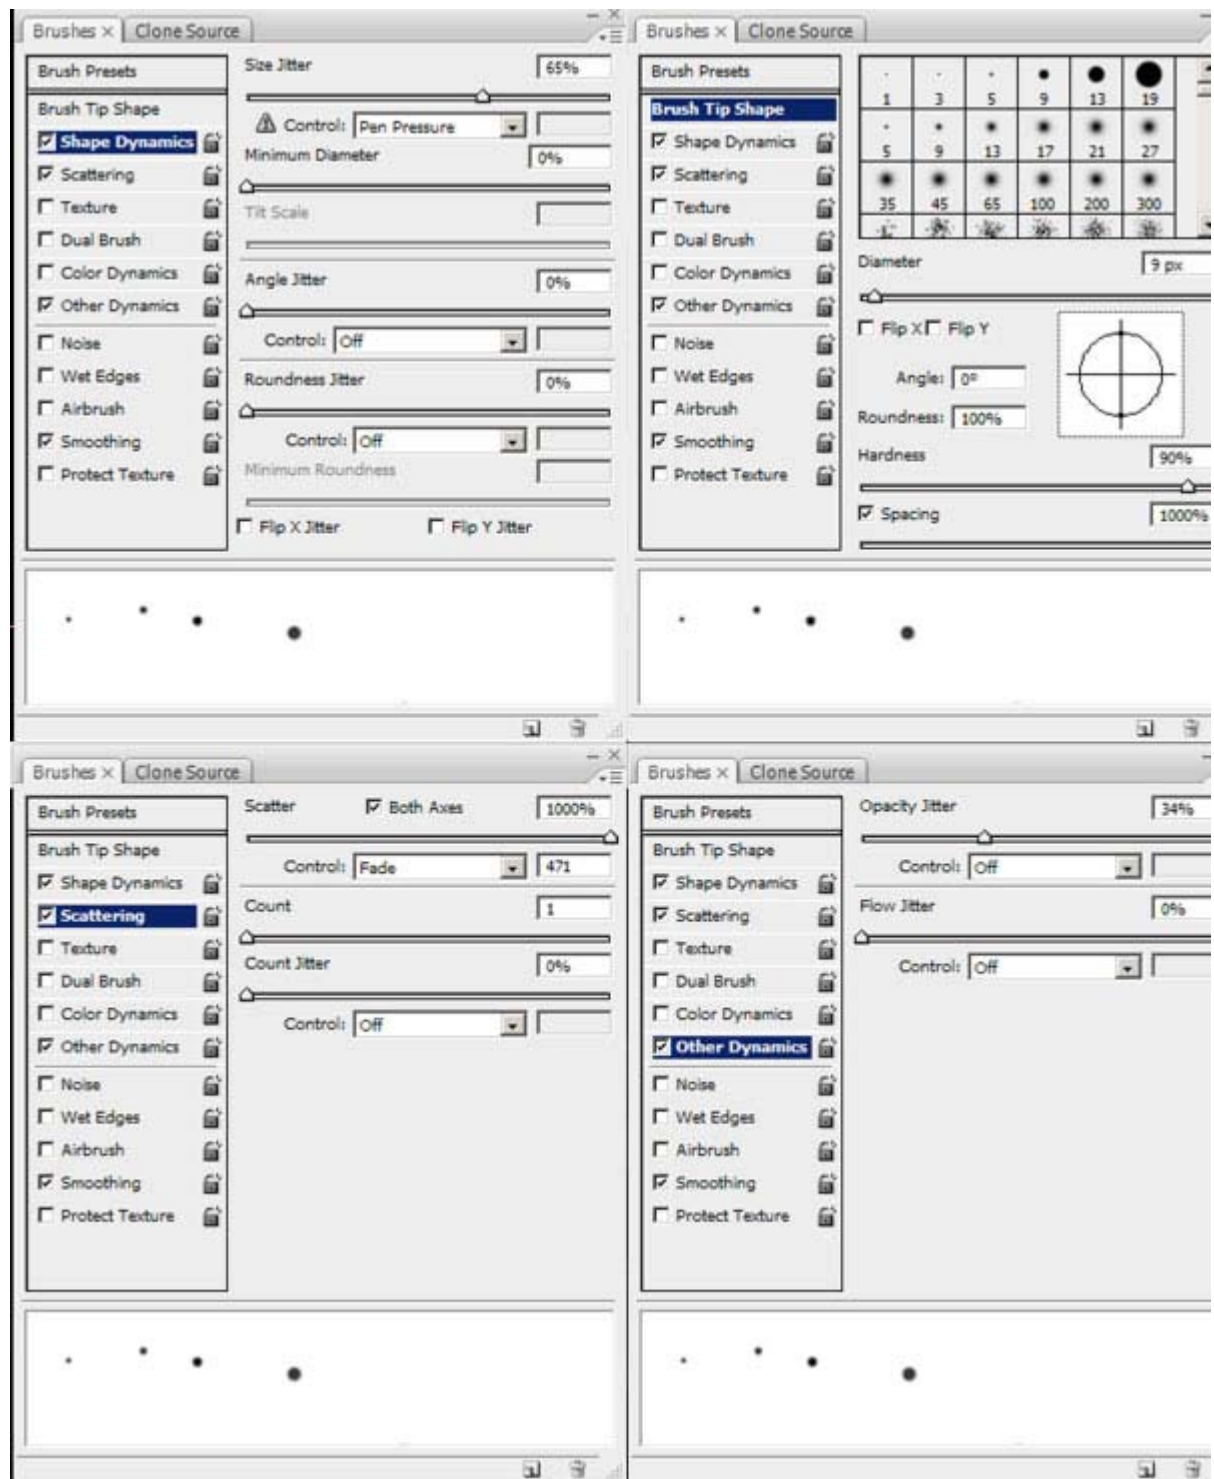 Brushes × Clone Source
Brush Presets
Brush Tip Shape
Shape Dynamics
Scattering
Texture
Dual Brush
Color Dynamics
Other Dynamics
Noise
Wet Edges
Airbrush
Smoothing
Protect Texture
Size Jitter 65%
Control: Pen Pressure
Minimum Diameter 0%
Tilt Scale
Angle Jitter 0%
Control: Off
Roundness Jitter 0%
Control: Off
Minimum Roundness
Flip X Jitter Flip Y Jitter
Brushes × Clone Source
Brush Presets
Brush Tip Shape
Shape Dynamics
Scattering
Texture
Dual Brush
Color Dynamics
Other Dynamics
Noise
Wet Edges
Airbrush
Smoothing
Protect Texture
1 3 5 9 13 19
5 9 13 17 21 27
35 45 65 100 200 300
Diameter 9 px
Flip X Flip Y
Angle: 0º
Roundness: 100%
Hardness 90%
Spacing 1000%
Brushes × Clone Source
Brush Presets
Brush Tip Shape
Shape Dynamics
Scattering
Texture
Dual Brush
Color Dynamics
Other Dynamics
Noise
Wet Edges
Airbrush
Smoothing
Protect Texture
Scatter Both Axes 1000%
Control: Fade 471
Count 1
Count Jitter 0%
Control: Off
Brushes × Clone Source
Brush Presets
Brush Tip Shape
Shape Dynamics
Scattering
Texture
Dual Brush
Color Dynamics
Other Dynamics
Noise
Wet Edges
Airbrush
Smoothing
Protect Texture
Opacity Jitter 34%
Control: Off
Flow Jitter 0%
Control: Off